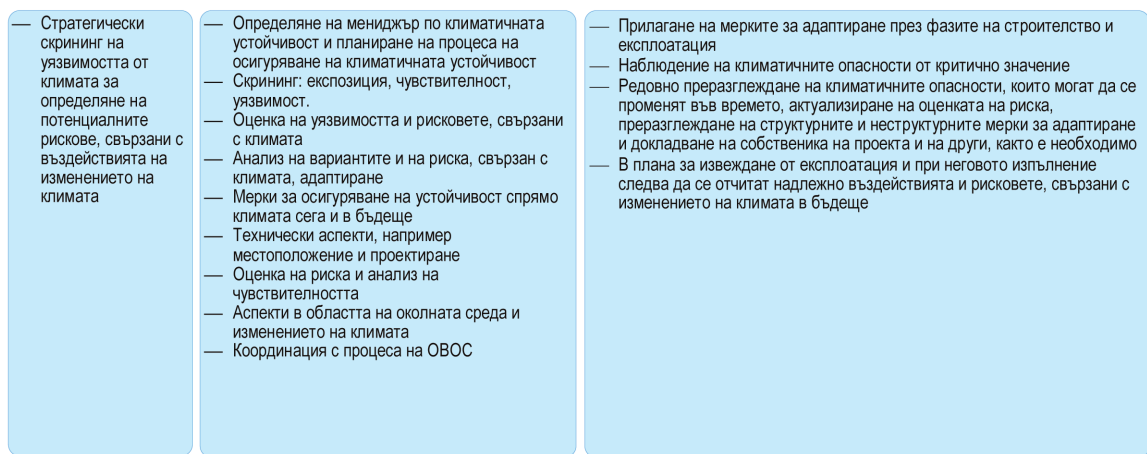 — Стратегически
скрининг на
уязвимостта от
климата за
определяне на
потенциалните
рискове, свързани с
въздействията на
изменението на
климата
— Определяне на мениджър по климатичната
устойчивост и планиране на процеса на
осигуряване на климатичната устойчивост
— Скрининг: експозиция, чувствителност,
уязвимост.
— Оценка на уязвимостта и рисковете, свързани
с климата
— Анализ на вариантите и на риска, свързан с
климата, адаптиране
— Мерки за осигуряване на устойчивост спрямо
климата сега и в бъдеще
— Технически аспекти, например
местоположение и проектиране
— Оценка на риска и анализ на
чувствителността
— Аспекти в областта на околната среда и
изменението на климата
— Координация с процеса на ОВОС
— Прилагане на мерките за адаптиране през фазите на строителство и
експлоатация
— Наблюдение на климатичните опасности от критично значение
— Редовно преразглеждане на климатичните опасности, които могат да се
променят във времето, актуализиране на оценката на риска,
преразглеждане на структурните и неструктурните мерки за адаптиране
и докладване на собственика на проекта и на други, както е необходимо
— В плана за извеждане от експлоатация и при неговото изпълнение
следва да се отчитат надлежно въздействията и рисковете, свързани с
изменението на климата в бъдеще